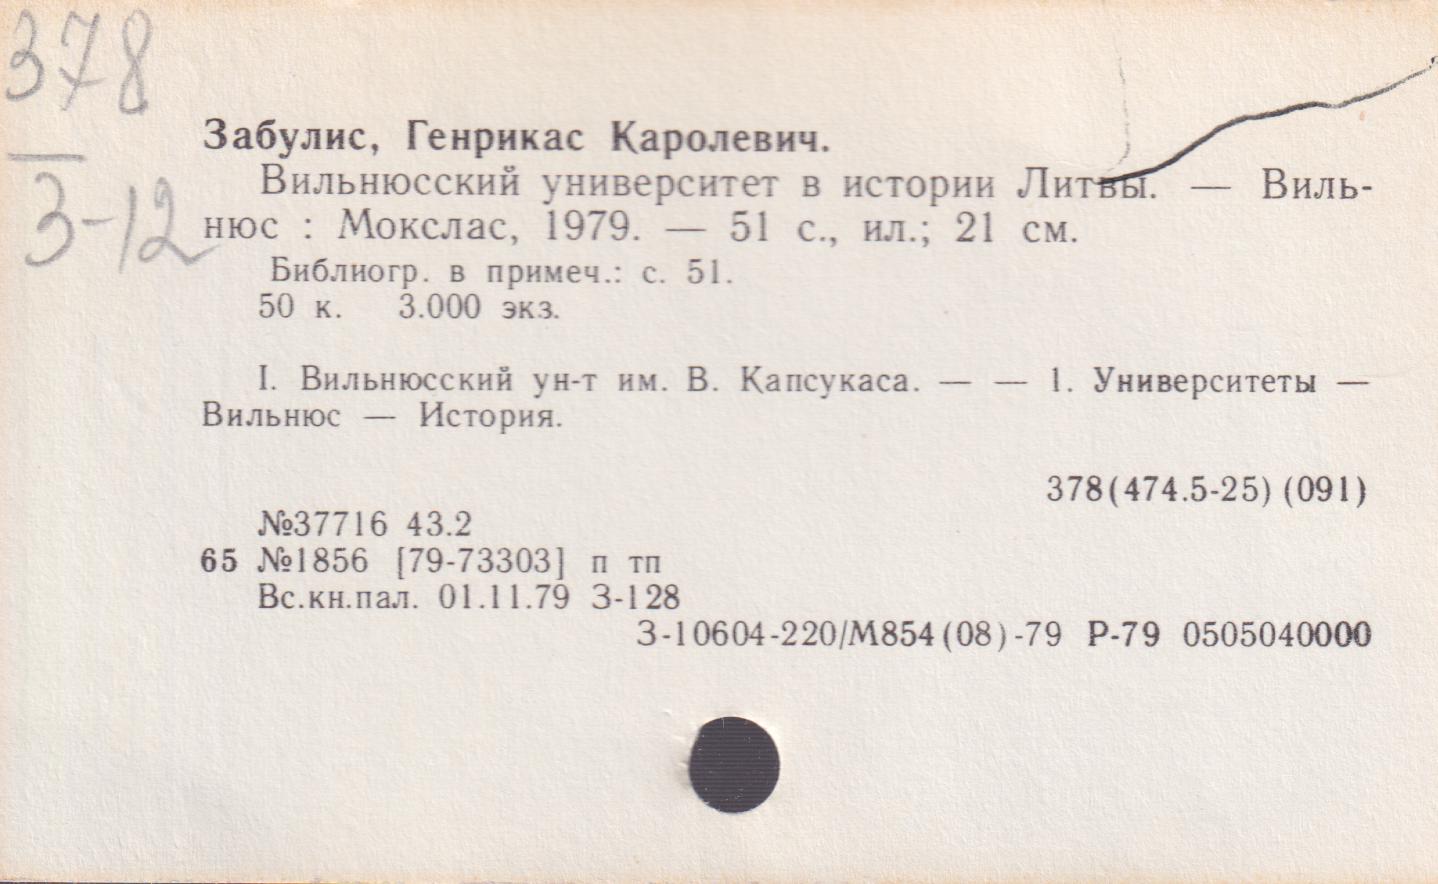 378
З-12
Забулис, Генрикас Каролевич.
Вильнюсский университет в истории Литвы. — Виль-
нюс : Мокслас, 1979. — 51 с., ил.; 21 см.
Библиогр. в примеч.: с. 51.
50 к. 3.000 экз.
I. Вильнюсский ун-т им. В. Капсукаса. — — 1. Университеты —
Вильнюс — История.
378(474.5-25)(091)
№37716 43.2
65 №1856 [79-73303] п тп
Вс.кн.пал. 01.11.79 З-128
З-10604-220/М854(08)-79 Р-79 0505040000